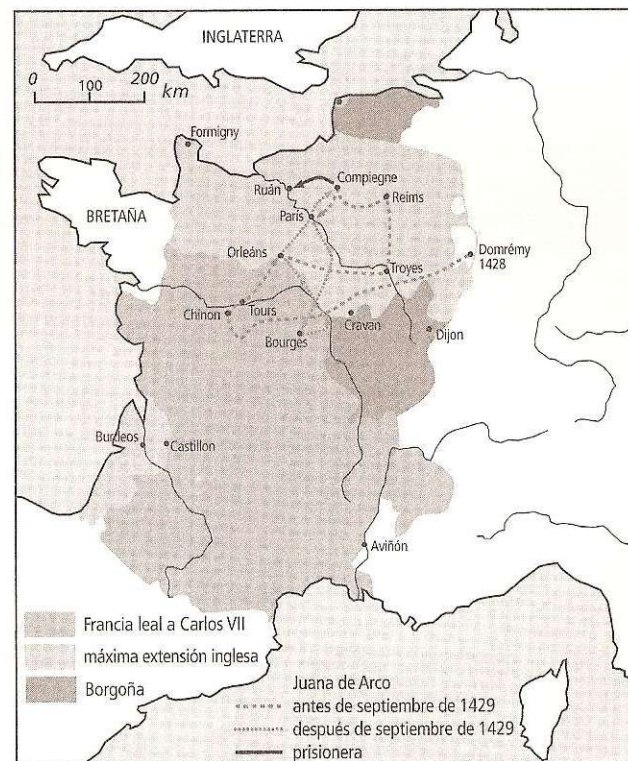 INGLATERRA
0 100 200
km
Formigny
BRETAÑA
Ruán
Compiegne
Reims
París
Orleáns
Domrémy
1428
Troyes
Chinon
Tours
Cravan
Bourges
Dijon
Burdeos
Castillon
Aviñón
Francia leal a Carlos VII
máxima extensión inglesa
Borgoña
Juana de Arco
antes de septiembre de 1429
después de septiembre de 1429
prisionera